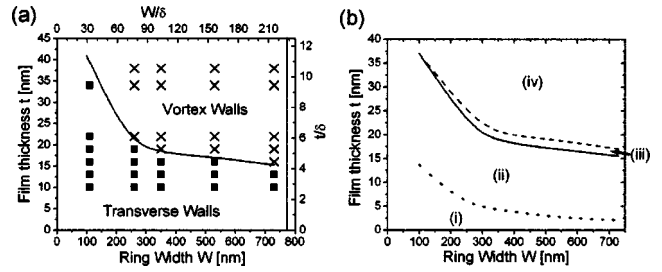 (a)
W/δ
0 30 60 90 120 150 180 210
Film thickness t [nm]
45
40
35
30
25
20
15
10
5
0
Vortex Walls
Transverse Walls
12
10
8
6
4
2
0
t/δ
0 100 200 300 400 500 600 700 800
Ring Width W [nm]
(b)
Film thickness t [nm]
40
35
30
25
20
15
10
5
0
(iv)
(iii)
(ii)
(i)
0 100 200 300 400 500 600 700
Ring Width W [nm]